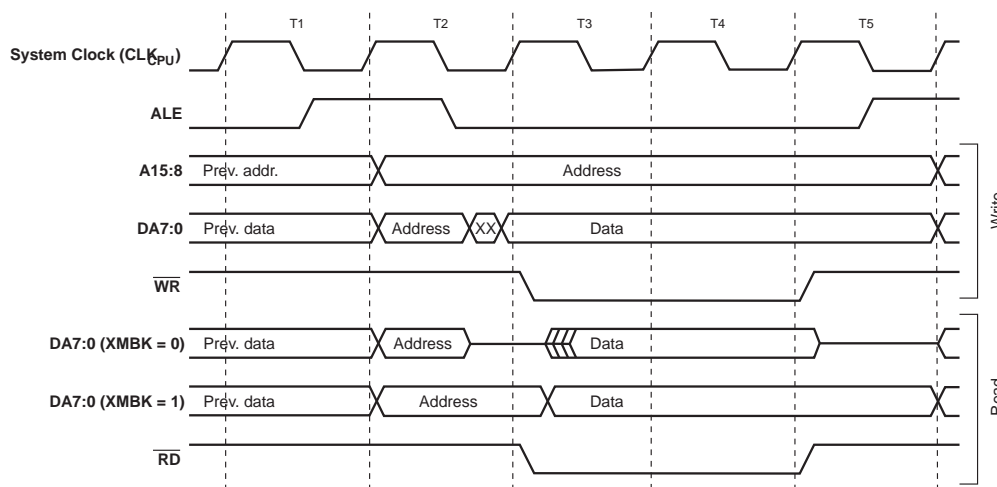 T1 T2 T3 T4 T5
System Clock (CLKCPU)
ALE
A15:8 Prev. addr. Address
DA7:0 Prev. data Address XX Data
WR
Write
DA7:0 (XMBK = 0) Prev. data Address Data
DA7:0 (XMBK = 1) Prev. data Address Data
RD
Read